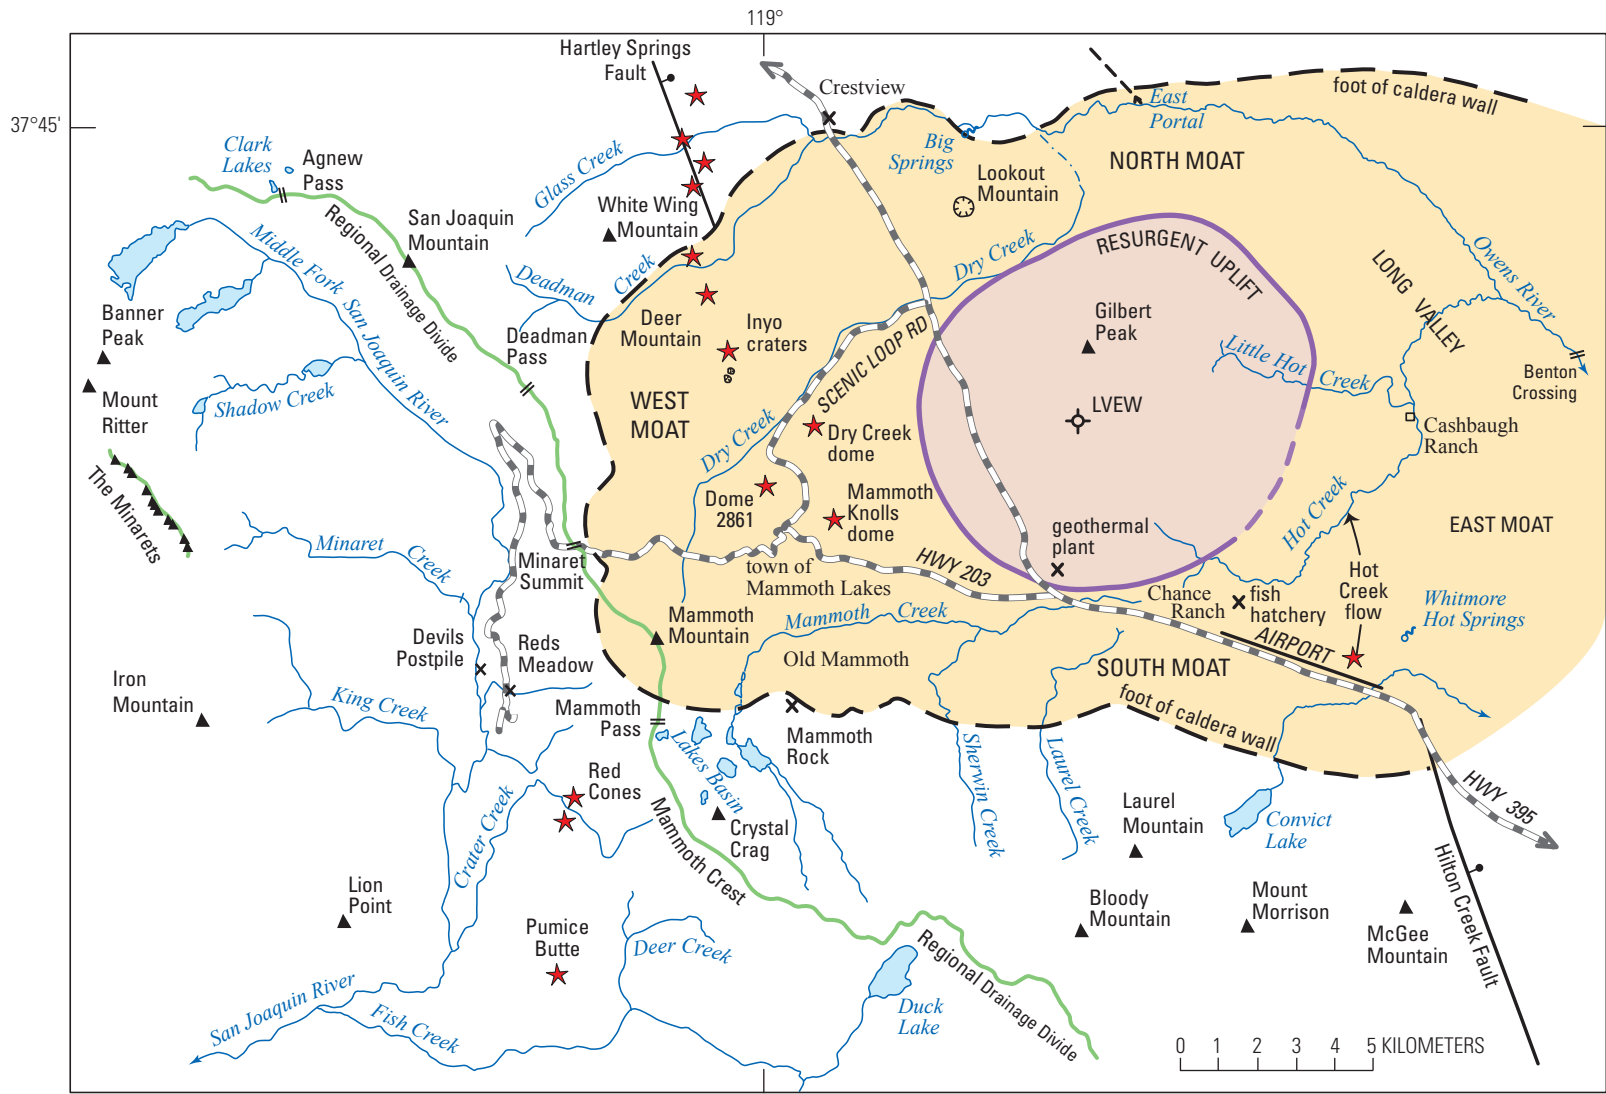 119°
37°45'
Hartley Springs
Fault
Crestview
foot of caldera wall
East
Portal
Big
Springs
NORTH MOAT
Clark
Lakes
Agnew
Pass
Glass Creek
Lookout
Mountain
White Wing
Mountain
San Joaquin
Mountain
Regional Drainage Divide
Middle Fork San Joaquin River
Deadman Creek
Dry Creek
RESURGENT UPLIFT
LONG VALLEY
Owens River
Banner
Peak
Deadman
Pass
Deer
Mountain
Inyo
craters
SCENIC LOOP RD
Gilbert
Peak
Little Hot Creek
Benton
Crossing
Mount
Ritter
Shadow Creek
WEST
MOAT
LVEW
Cashbaugh
Ranch
Dry Creek
Dry Creek
dome
The Minarets
Dome
2861
Mammoth
Knolls
dome
Hot Creek
EAST MOAT
geothermal
plant
Minaret Creek
Minaret
Summit
town of
Mammoth Lakes
HWY 203
Chance
Ranch
fish
hatchery
Hot
Creek
flow
Whitmore
Hot Springs
Mammoth Creek
Mammoth
Mountain
Devils
Postpile
Reds
Meadow
Old Mammoth
AIRPORT
SOUTH MOAT
foot of caldera wall
Iron
Mountain
King Creek
Mammoth
Pass
Mammoth
Rock
Lakes Basin
Sherwin Creek
Laurel Creek
Red
Cones
HWY 395
Laurel
Mountain
Convict
Lake
Crystal
Crag
Crater Creek
Mammoth Crest
Hilton Creek Fault
Lion
Point
Bloody
Mountain
Mount
Morrison
McGee
Mountain
Pumice
Butte
Deer Creek
Regional Drainage Divide
Duck
Lake
San Joaquin River
Fish Creek
0 1 2 3 4 5 KILOMETERS